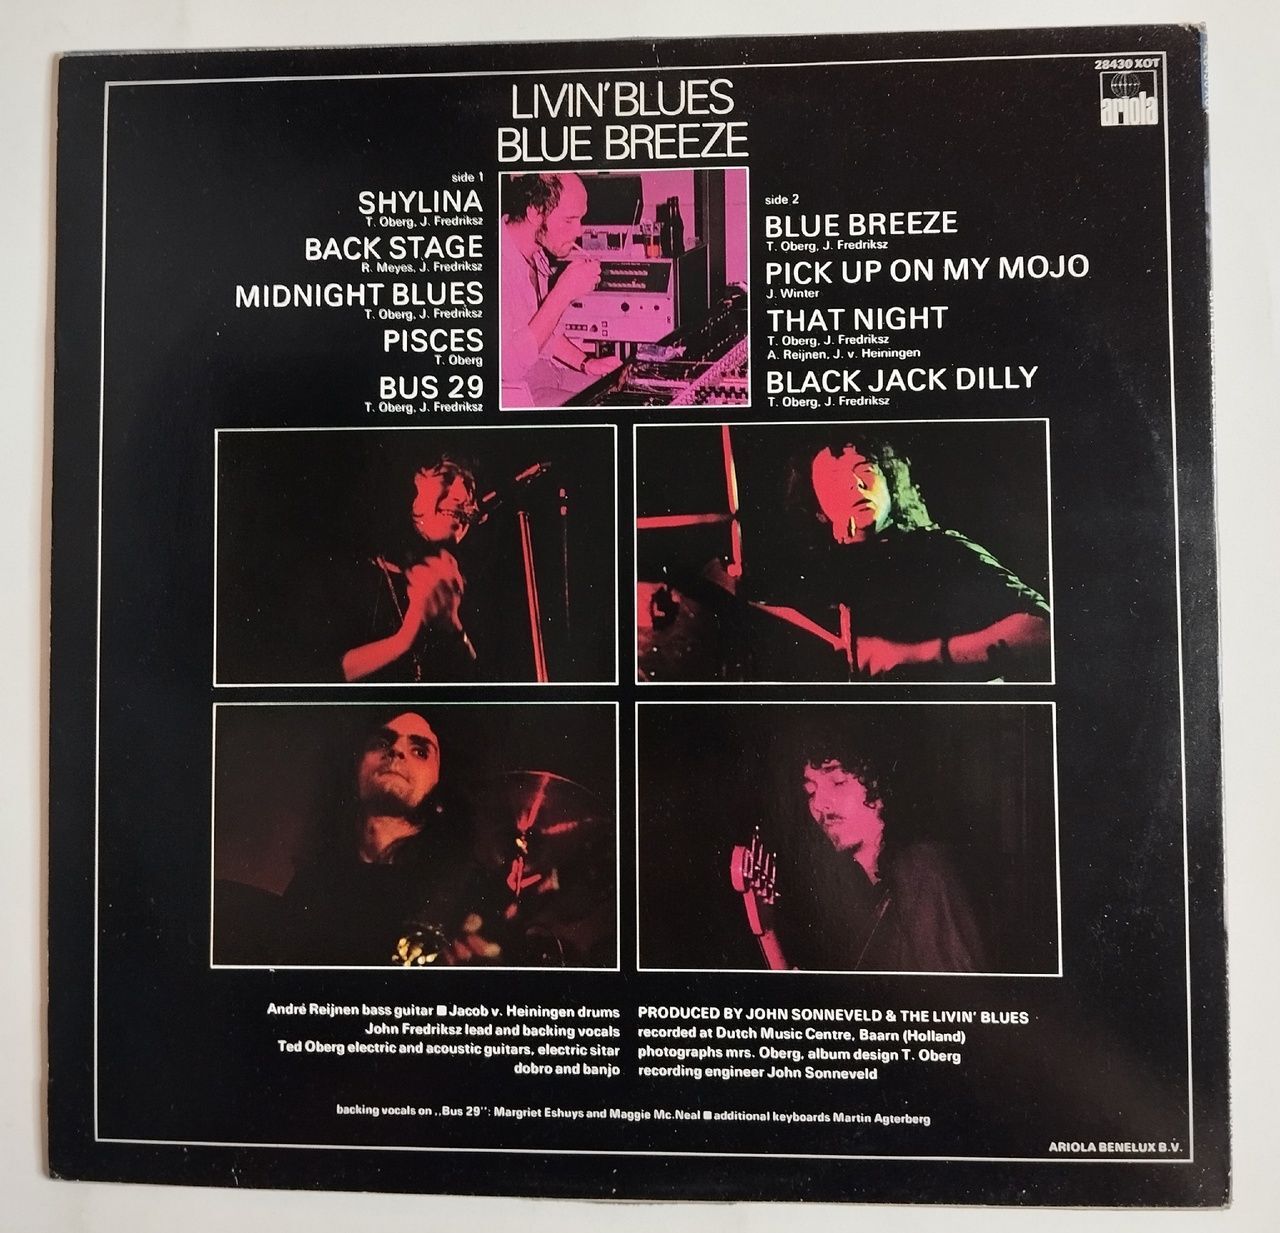 28430 XOT
ariola
LIVIN' BLUES
BLUE BREEZE
side 1
SHYLINA
T. Oberg, J. Fredriksz
BACK STAGE
R. Meyes, J. Fredriksz
MIDNIGHT BLUES
T. Oberg, J. Fredriksz
PISCES
T. Oberg
BUS 29
T. Oberg, J. Fredriksz
side 2
BLUE BREEZE
T. Oberg, J. Fredriksz
PICK UP ON MY MOJO
J. Winter
THAT NIGHT
T. Oberg, J. Fredriksz
A. Reijnen, J. v. Heiningen
BLACK JACK DILLY
T. Oberg, J. Fredriksz
André Reijnen bass guitar ■ Jacob v. Heiningen drums
John Fredriksz lead and backing vocals
Ted Oberg electric and acoustic guitars, electric sitar
dobro and banjo
PRODUCED BY JOHN SONNEVELD & THE LIVIN' BLUES
recorded at Dutch Music Centre, Baarn (Holland)
photographs mrs. Oberg, album design T. Oberg
recording engineer John Sonneveld
backing vocals on ,,Bus 29'': Margriet Eshuys and Maggie Mc.Neal ■ additional keyboards Martin Agterberg
ARIOLA BENELUX B.V.